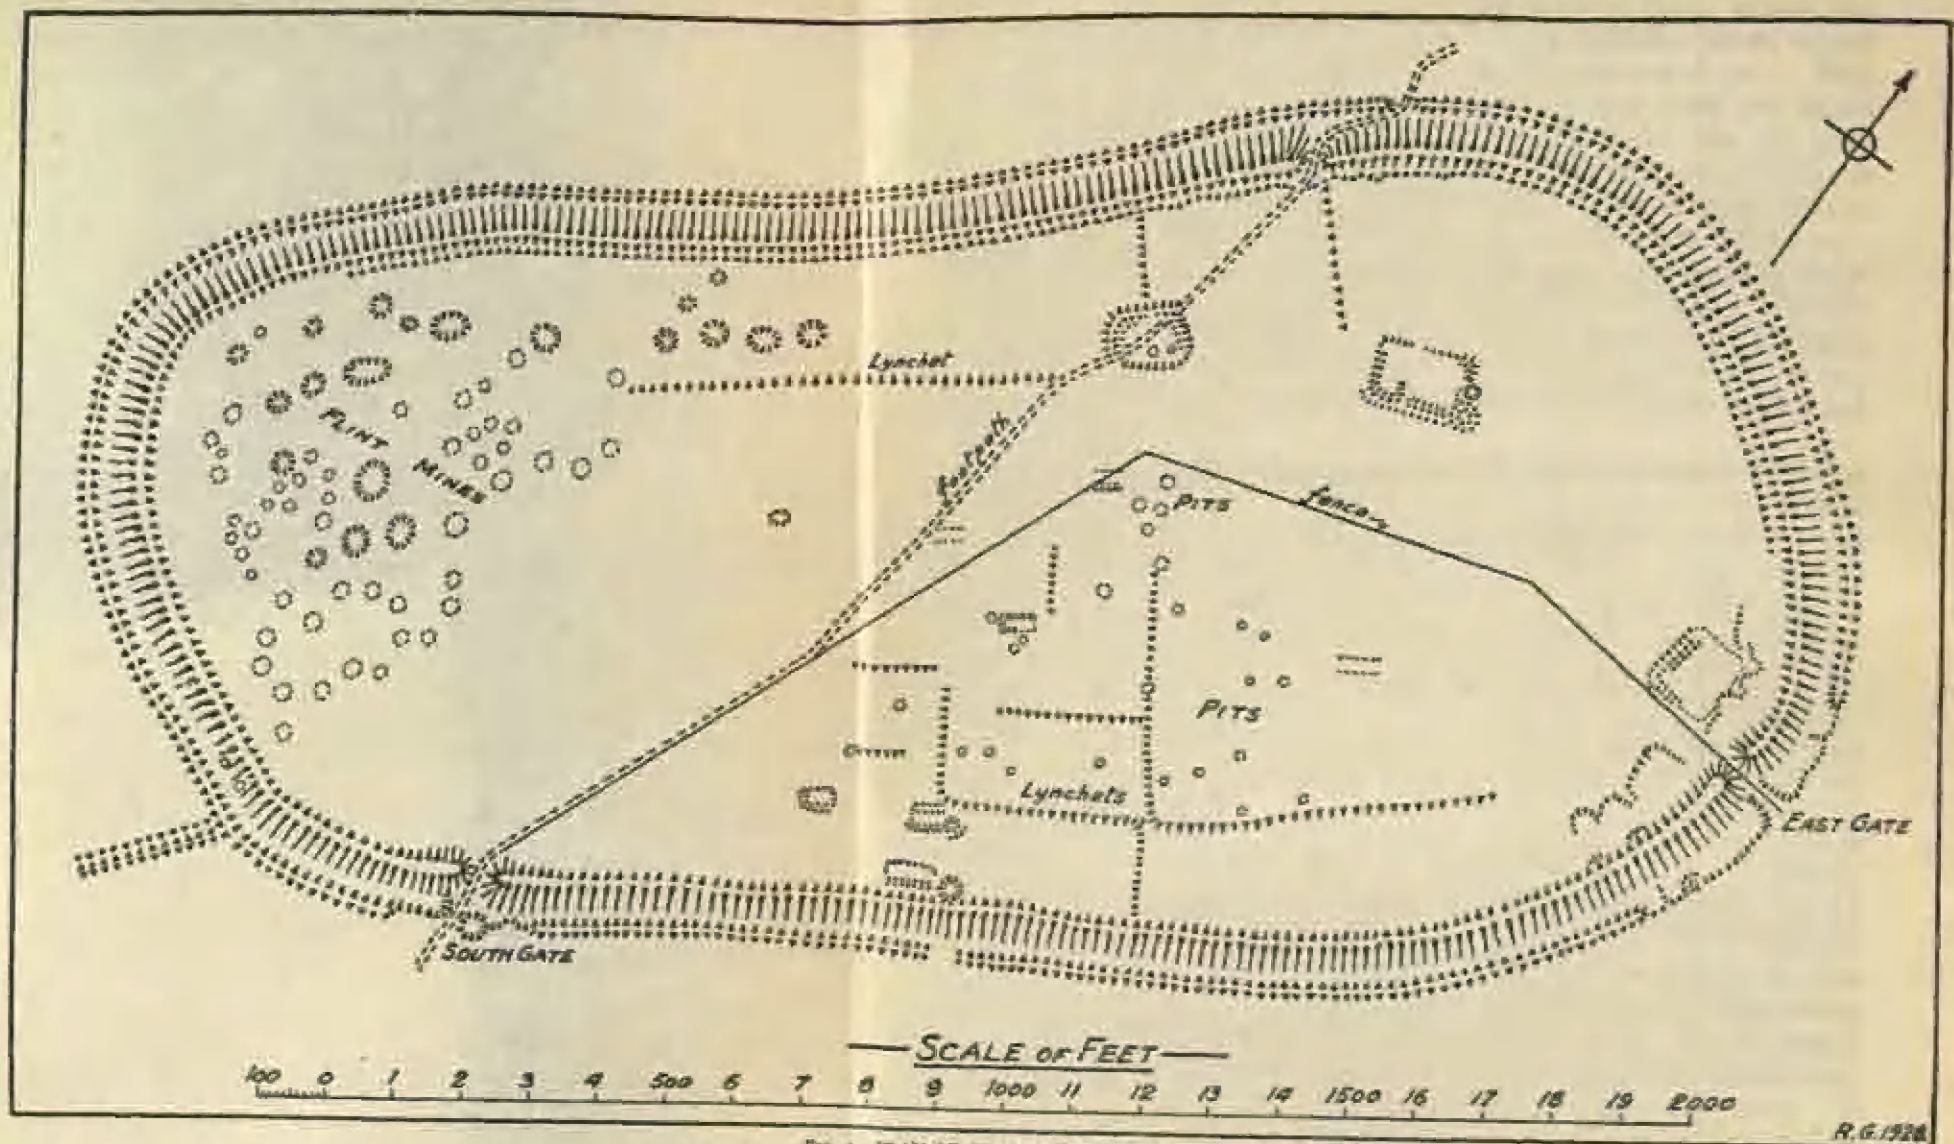 Lynchet
FLINT
MINES
Footpath
PITS
fence
PITS
Lynchets
EAST GATE
SOUTH GATE
SCALE OF FEET
100 0 1 2 3 4 500 6 7 8 9 1000 11 12 13 14 1500 16 17 18 19 2000
R.G. 1928